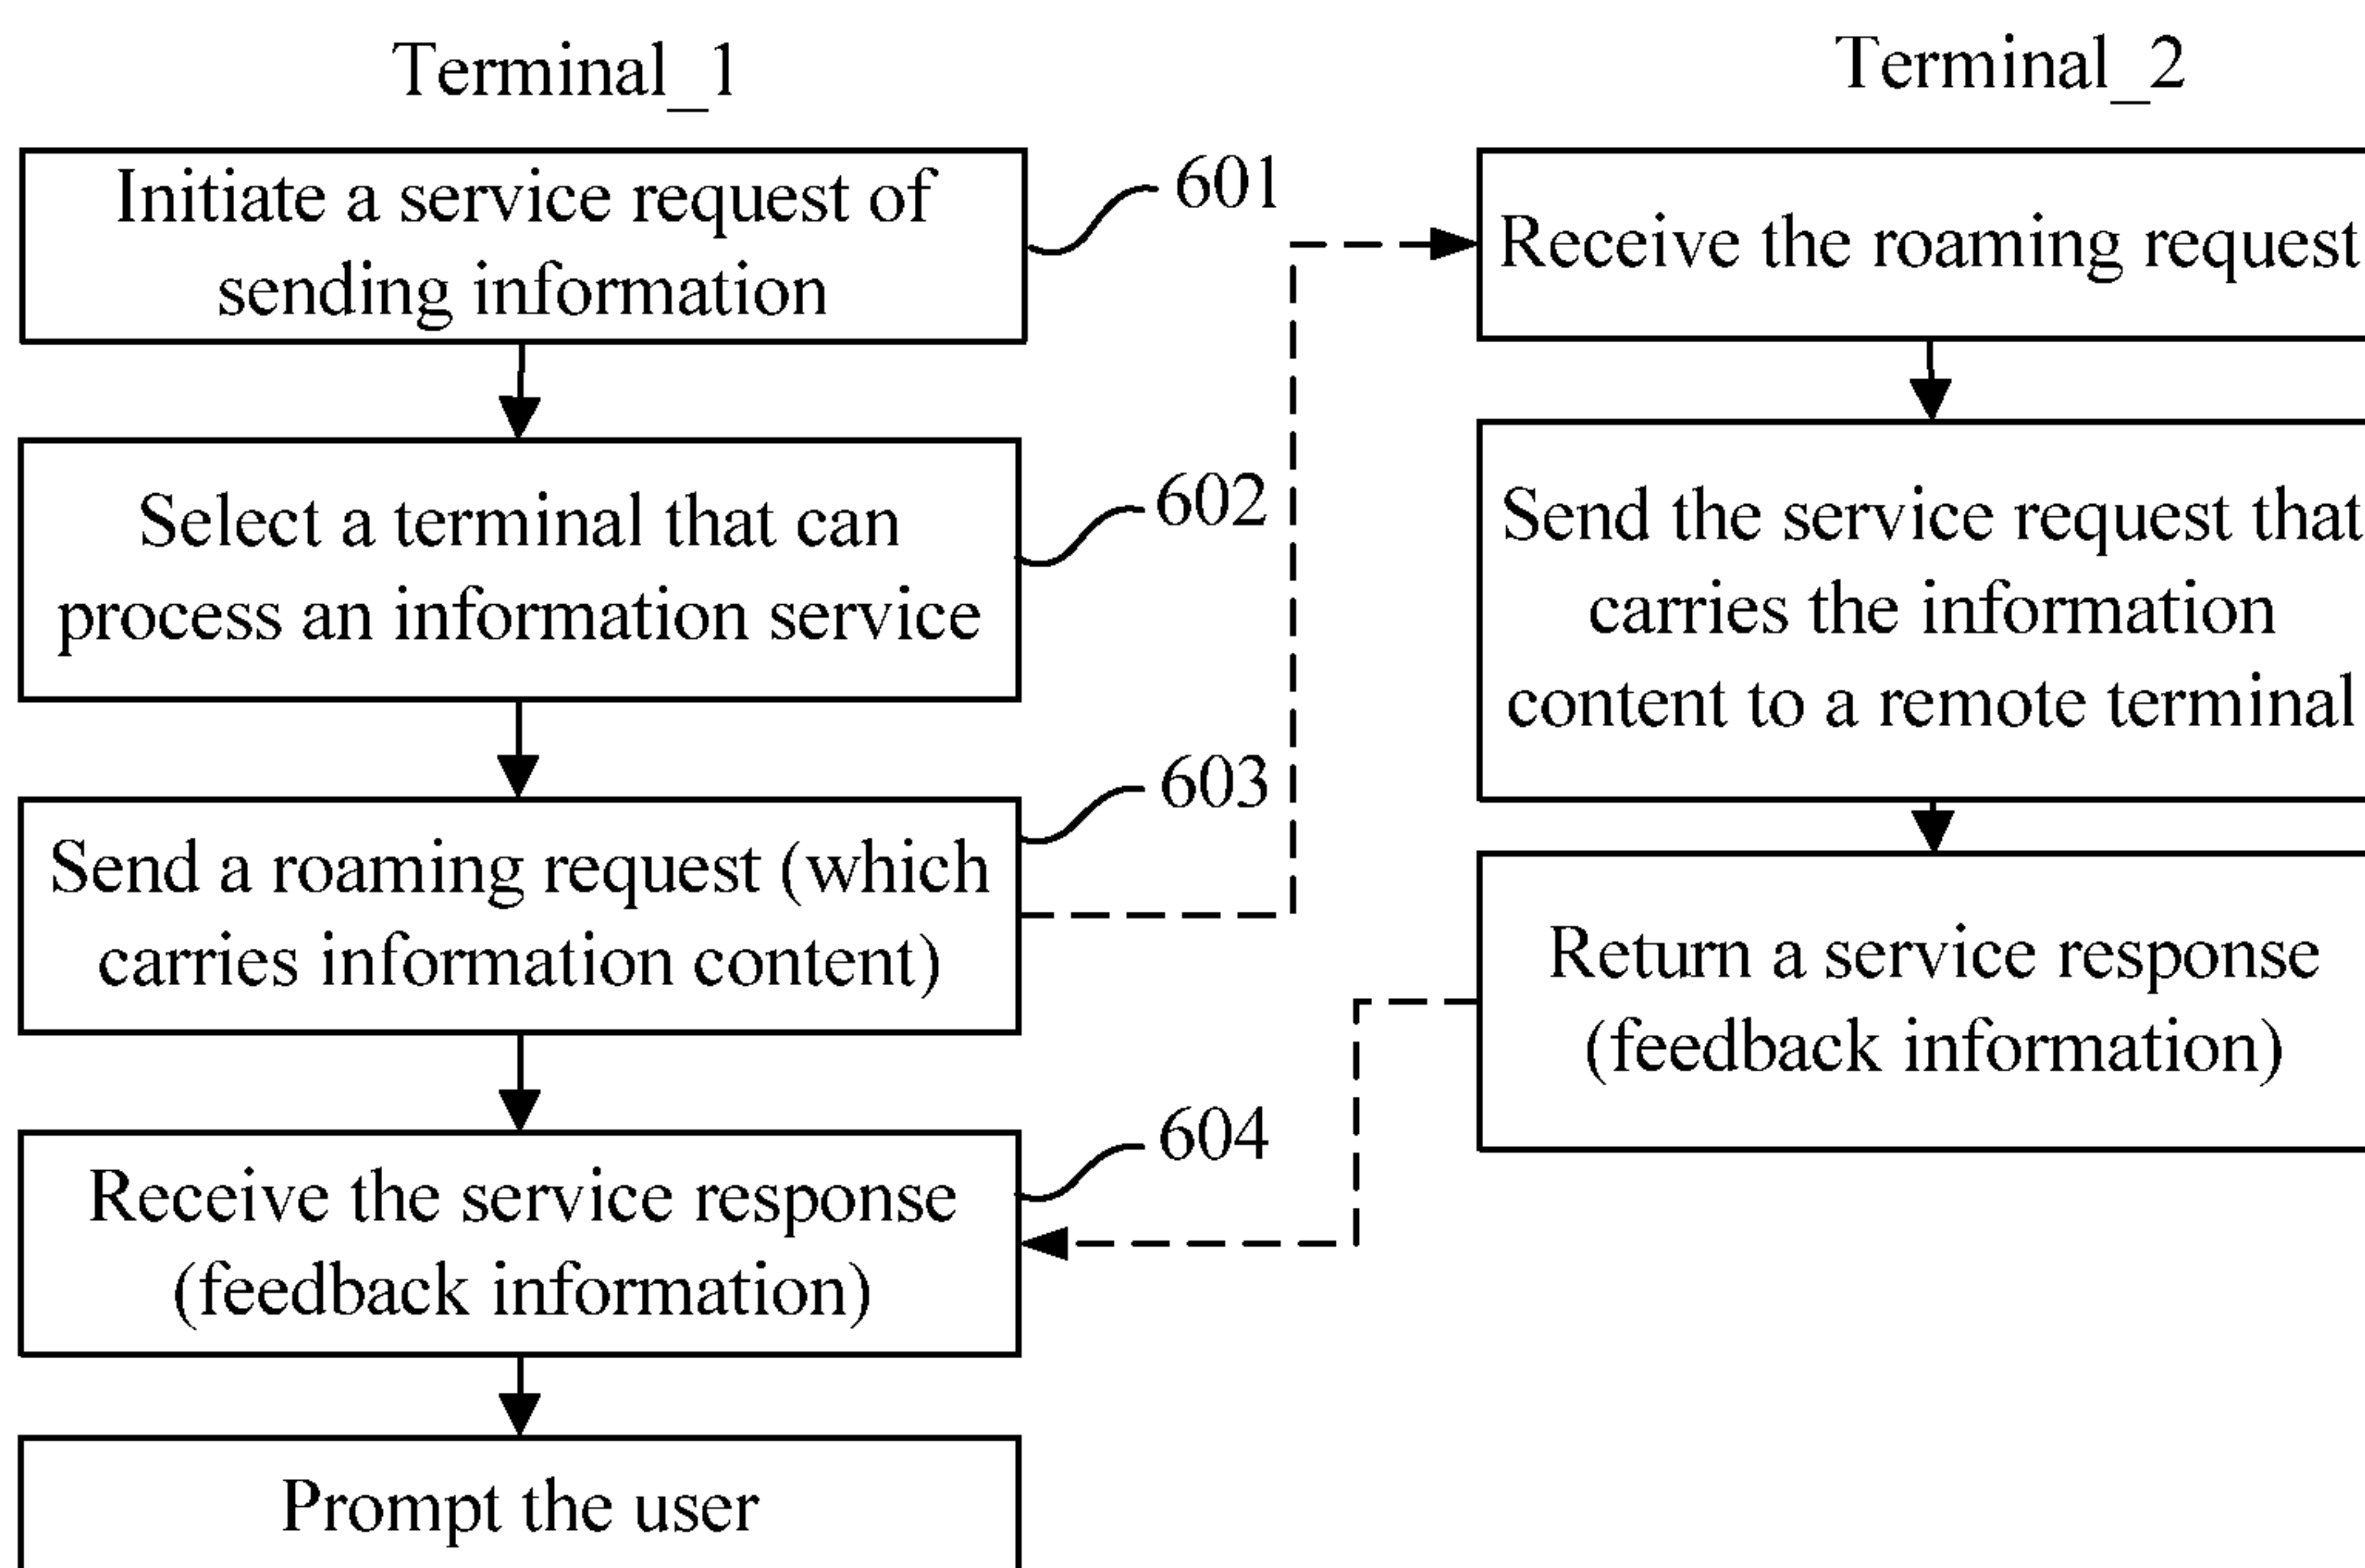 Terminal_1
Initiate a service request of
sending information
601
Select a terminal that can
process an information service
602
Send a roaming request (which
carries information content)
603
Receive the service response
(feedback information)
604
Prompt the user
Terminal_2
Receive the roaming request
Send the service request that
carries the information
content to a remote terminal
Return a service response
(feedback information)